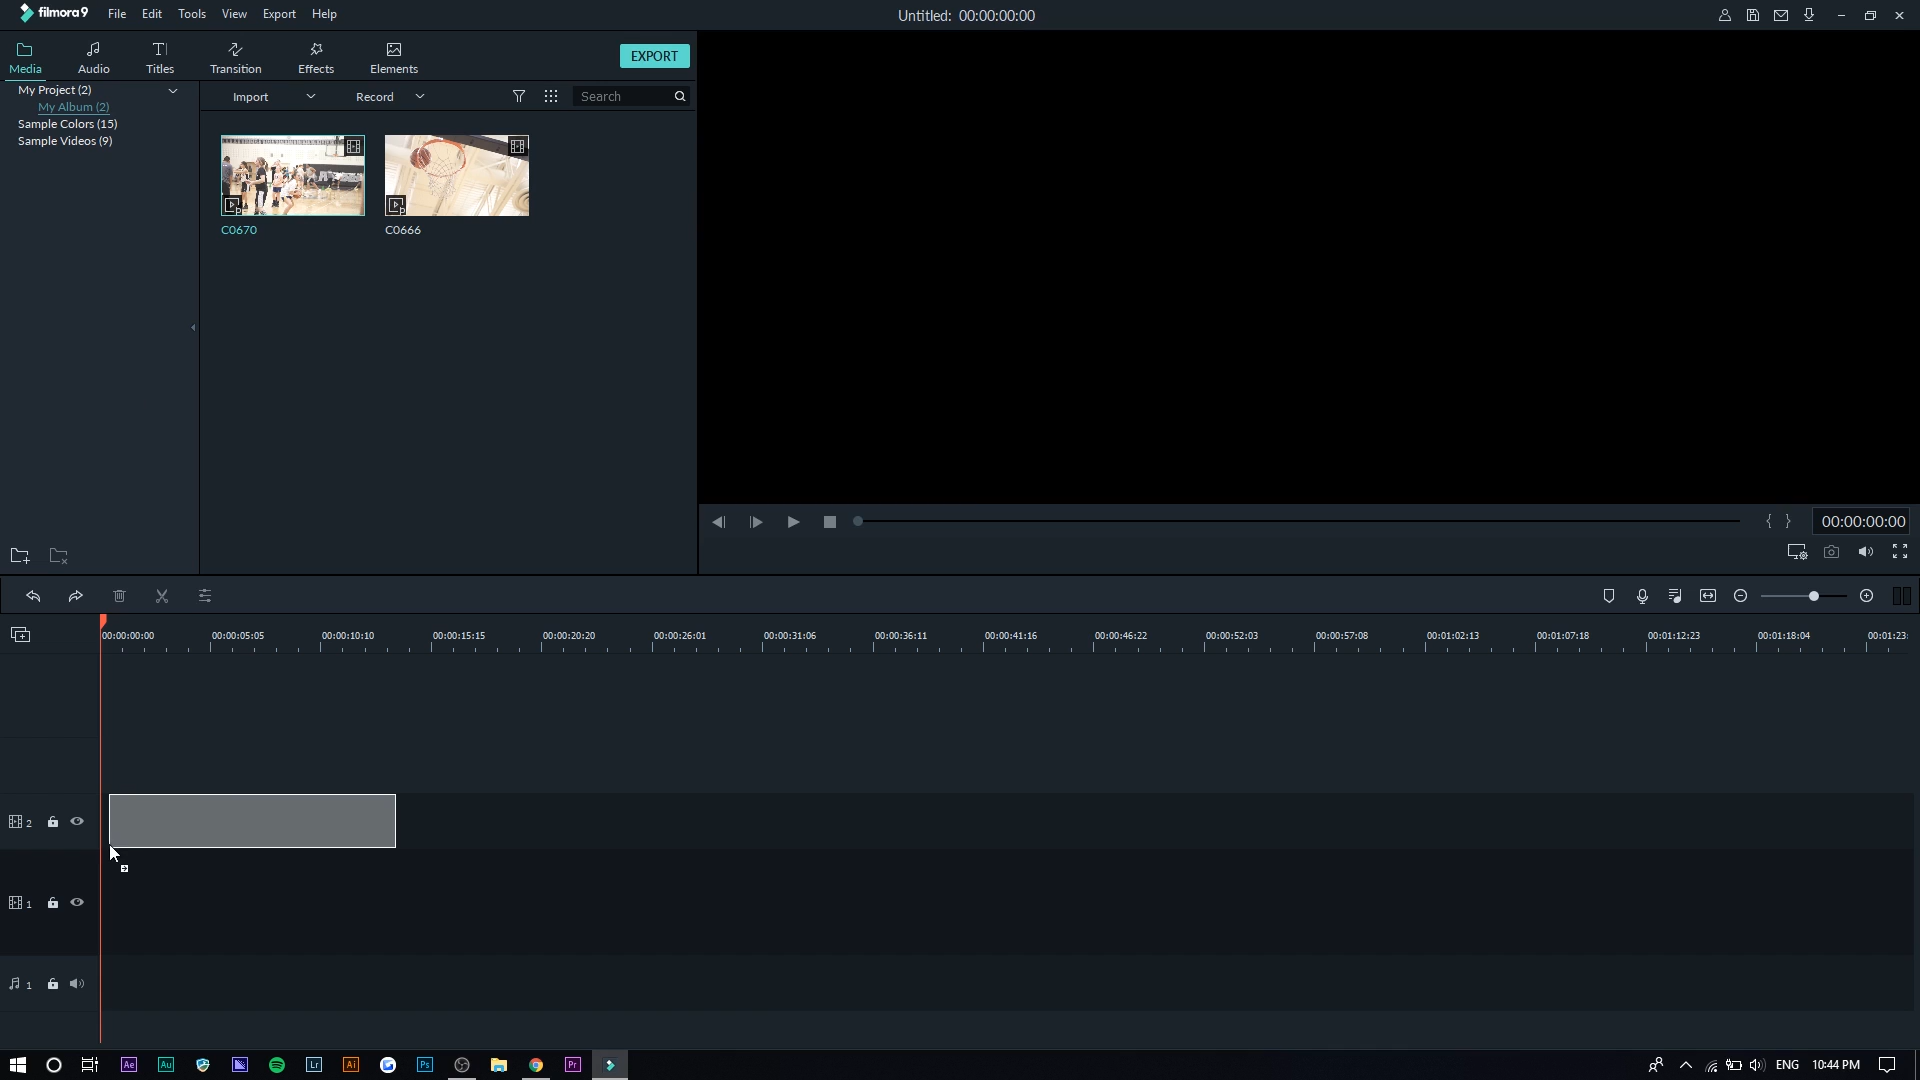 filmora9 File Edit Tools View Export Help
Untitled: 00:00:00:00
Media Audio Titles Transition Effects Elements
EXPORT
My Project (2)
My Album (2)
Sample Colors (15)
Sample Videos (9)
Import Record Search
C0670 C0666
00:00:00:00
00:00:00:00 00:00:05:05 00:00:10:10 00:00:15:15 00:00:20:20 00:00:26:01 00:00:31:06 00:00:36:11 00:00:41:16 00:00:46:22 00:00:52:03 00:00:57:08 00:01:02:13 00:01:07:18 00:01:12:23 00:01:18:04 00:01:23:
2
1
1
Ae Au Lr Ai Ps Pr
ENG 10:44 PM